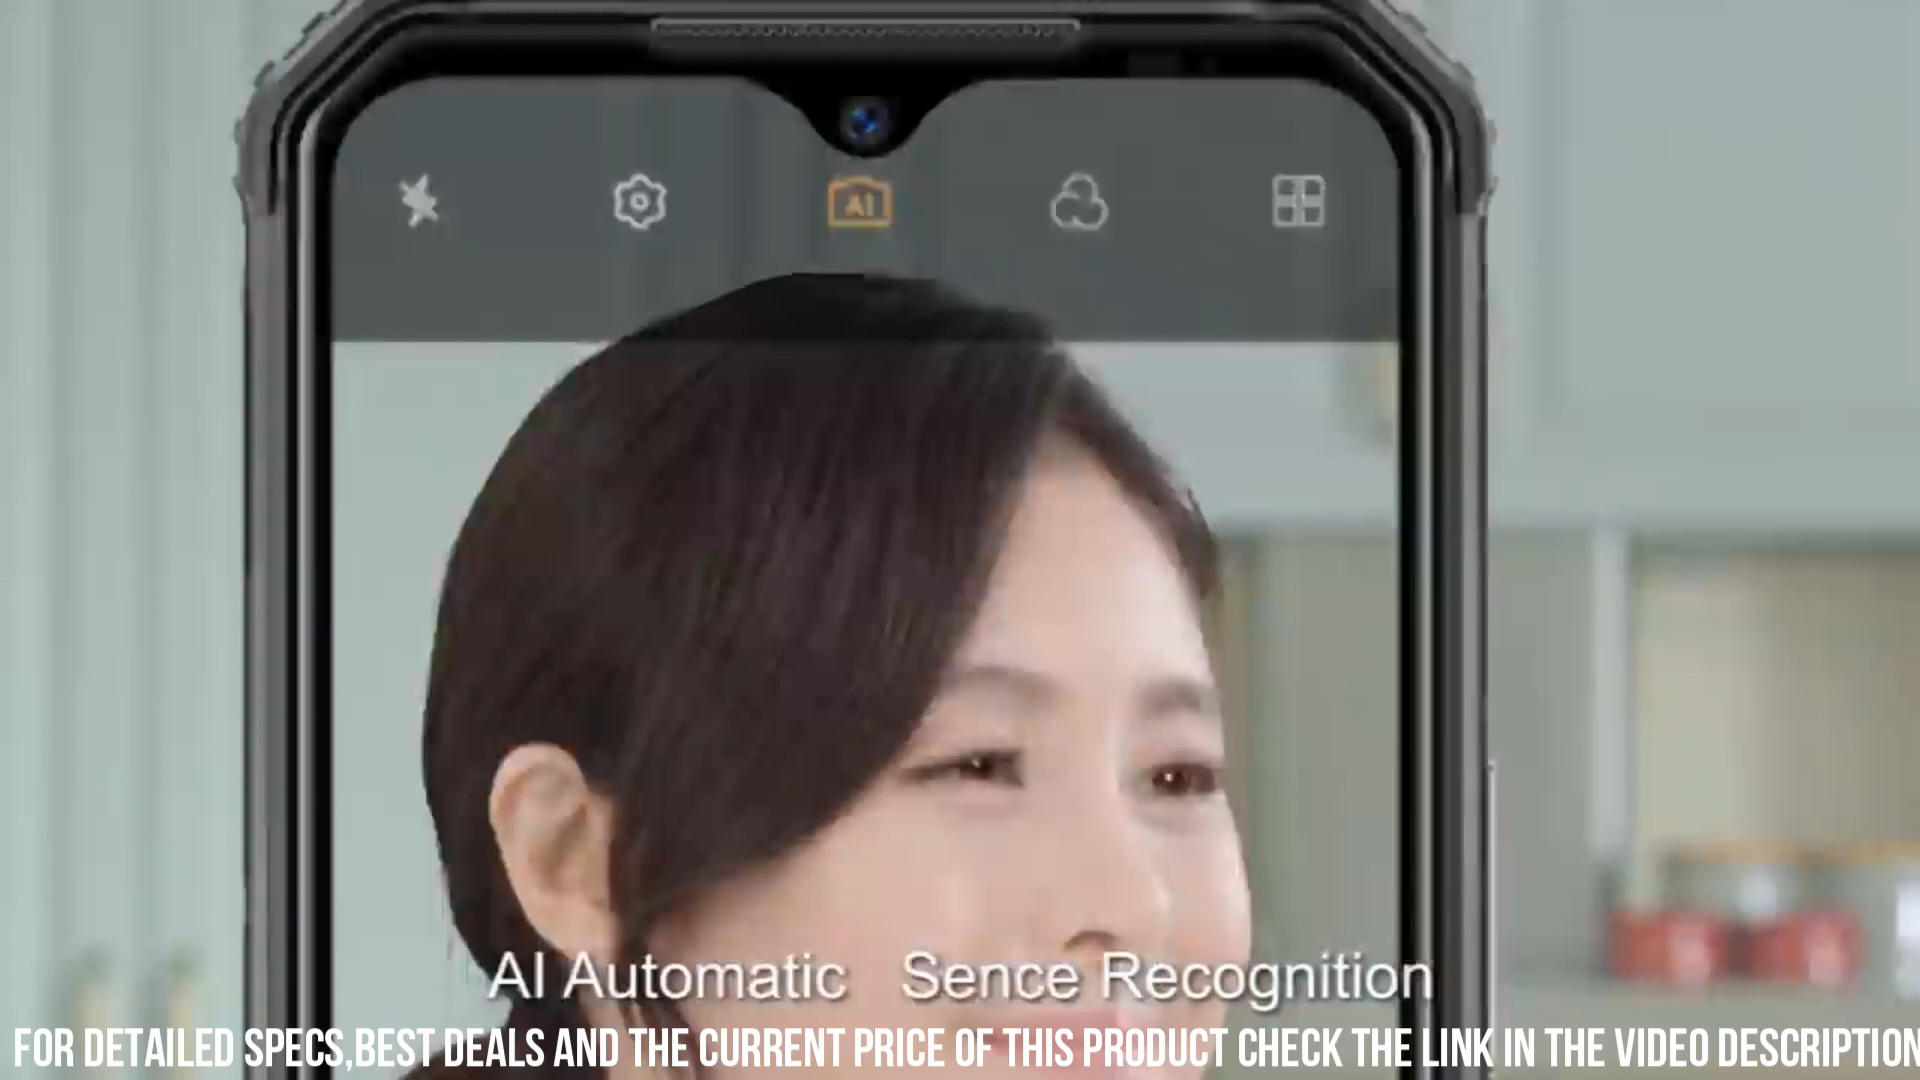 AI
AI Automatic Sence Recognition
FOR DETAILED SPECS,BEST DEALS AND THE CURRENT PRICE OF THIS PRODUCT CHECK THE LINK IN THE VIDEO DESCRIPTION